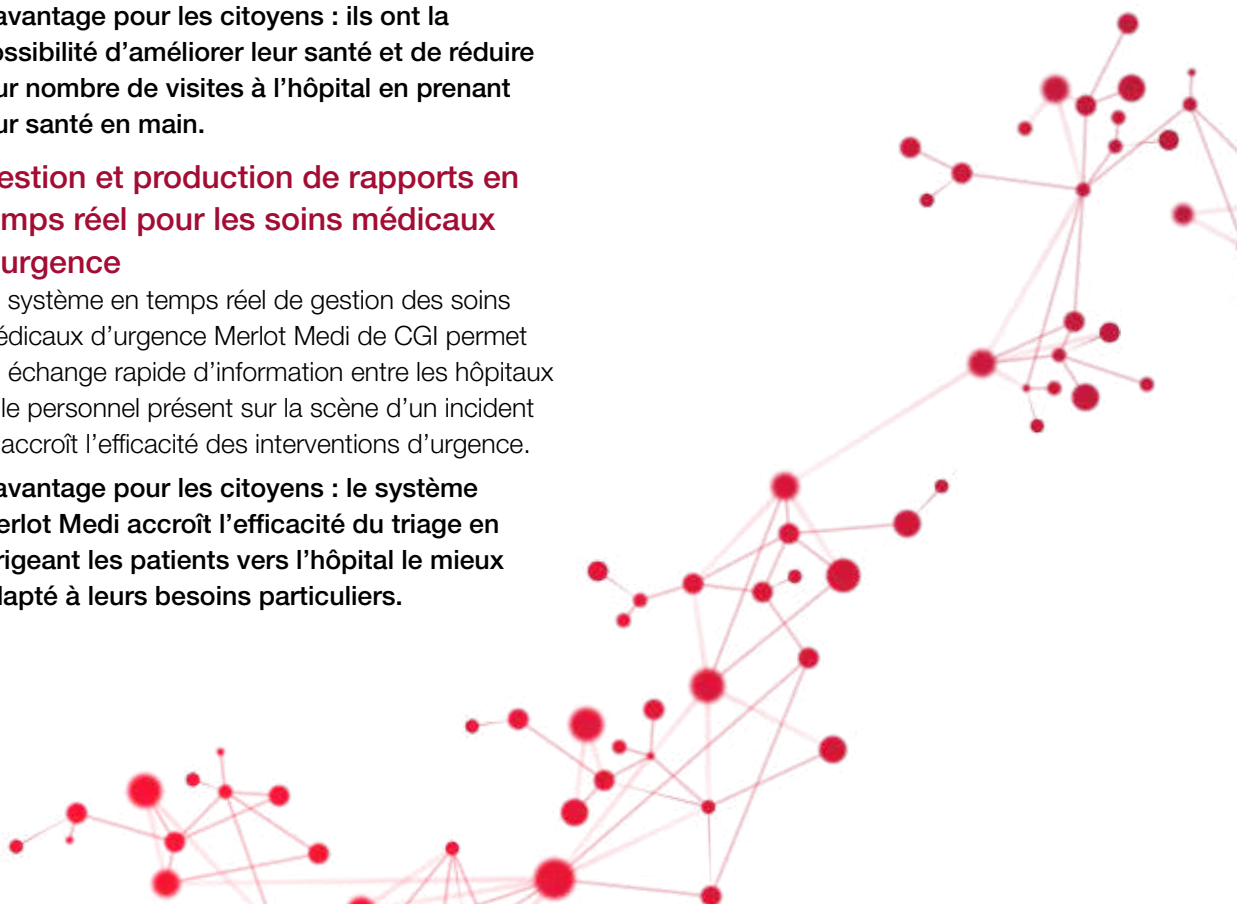 avantage pour les citoyens : ils ont la
ossibilité d’améliorer leur santé et de réduire
ur nombre de visites à l’hôpital en prenant
ur santé en main.
estion et production de rapports en
mps réel pour les soins médicaux
urgence
système en temps réel de gestion des soins
édicaux d’urgence Merlot Medi de CGI permet
échange rapide d’information entre les hôpitaux
le personnel présent sur la scène d’un incident
accroît l’efficacité des interventions d’urgence.
avantage pour les citoyens : le système
erlot Medi accroît l’efficacité du triage en
rigeant les patients vers l’hôpital le mieux
lapté à leurs besoins particuliers.